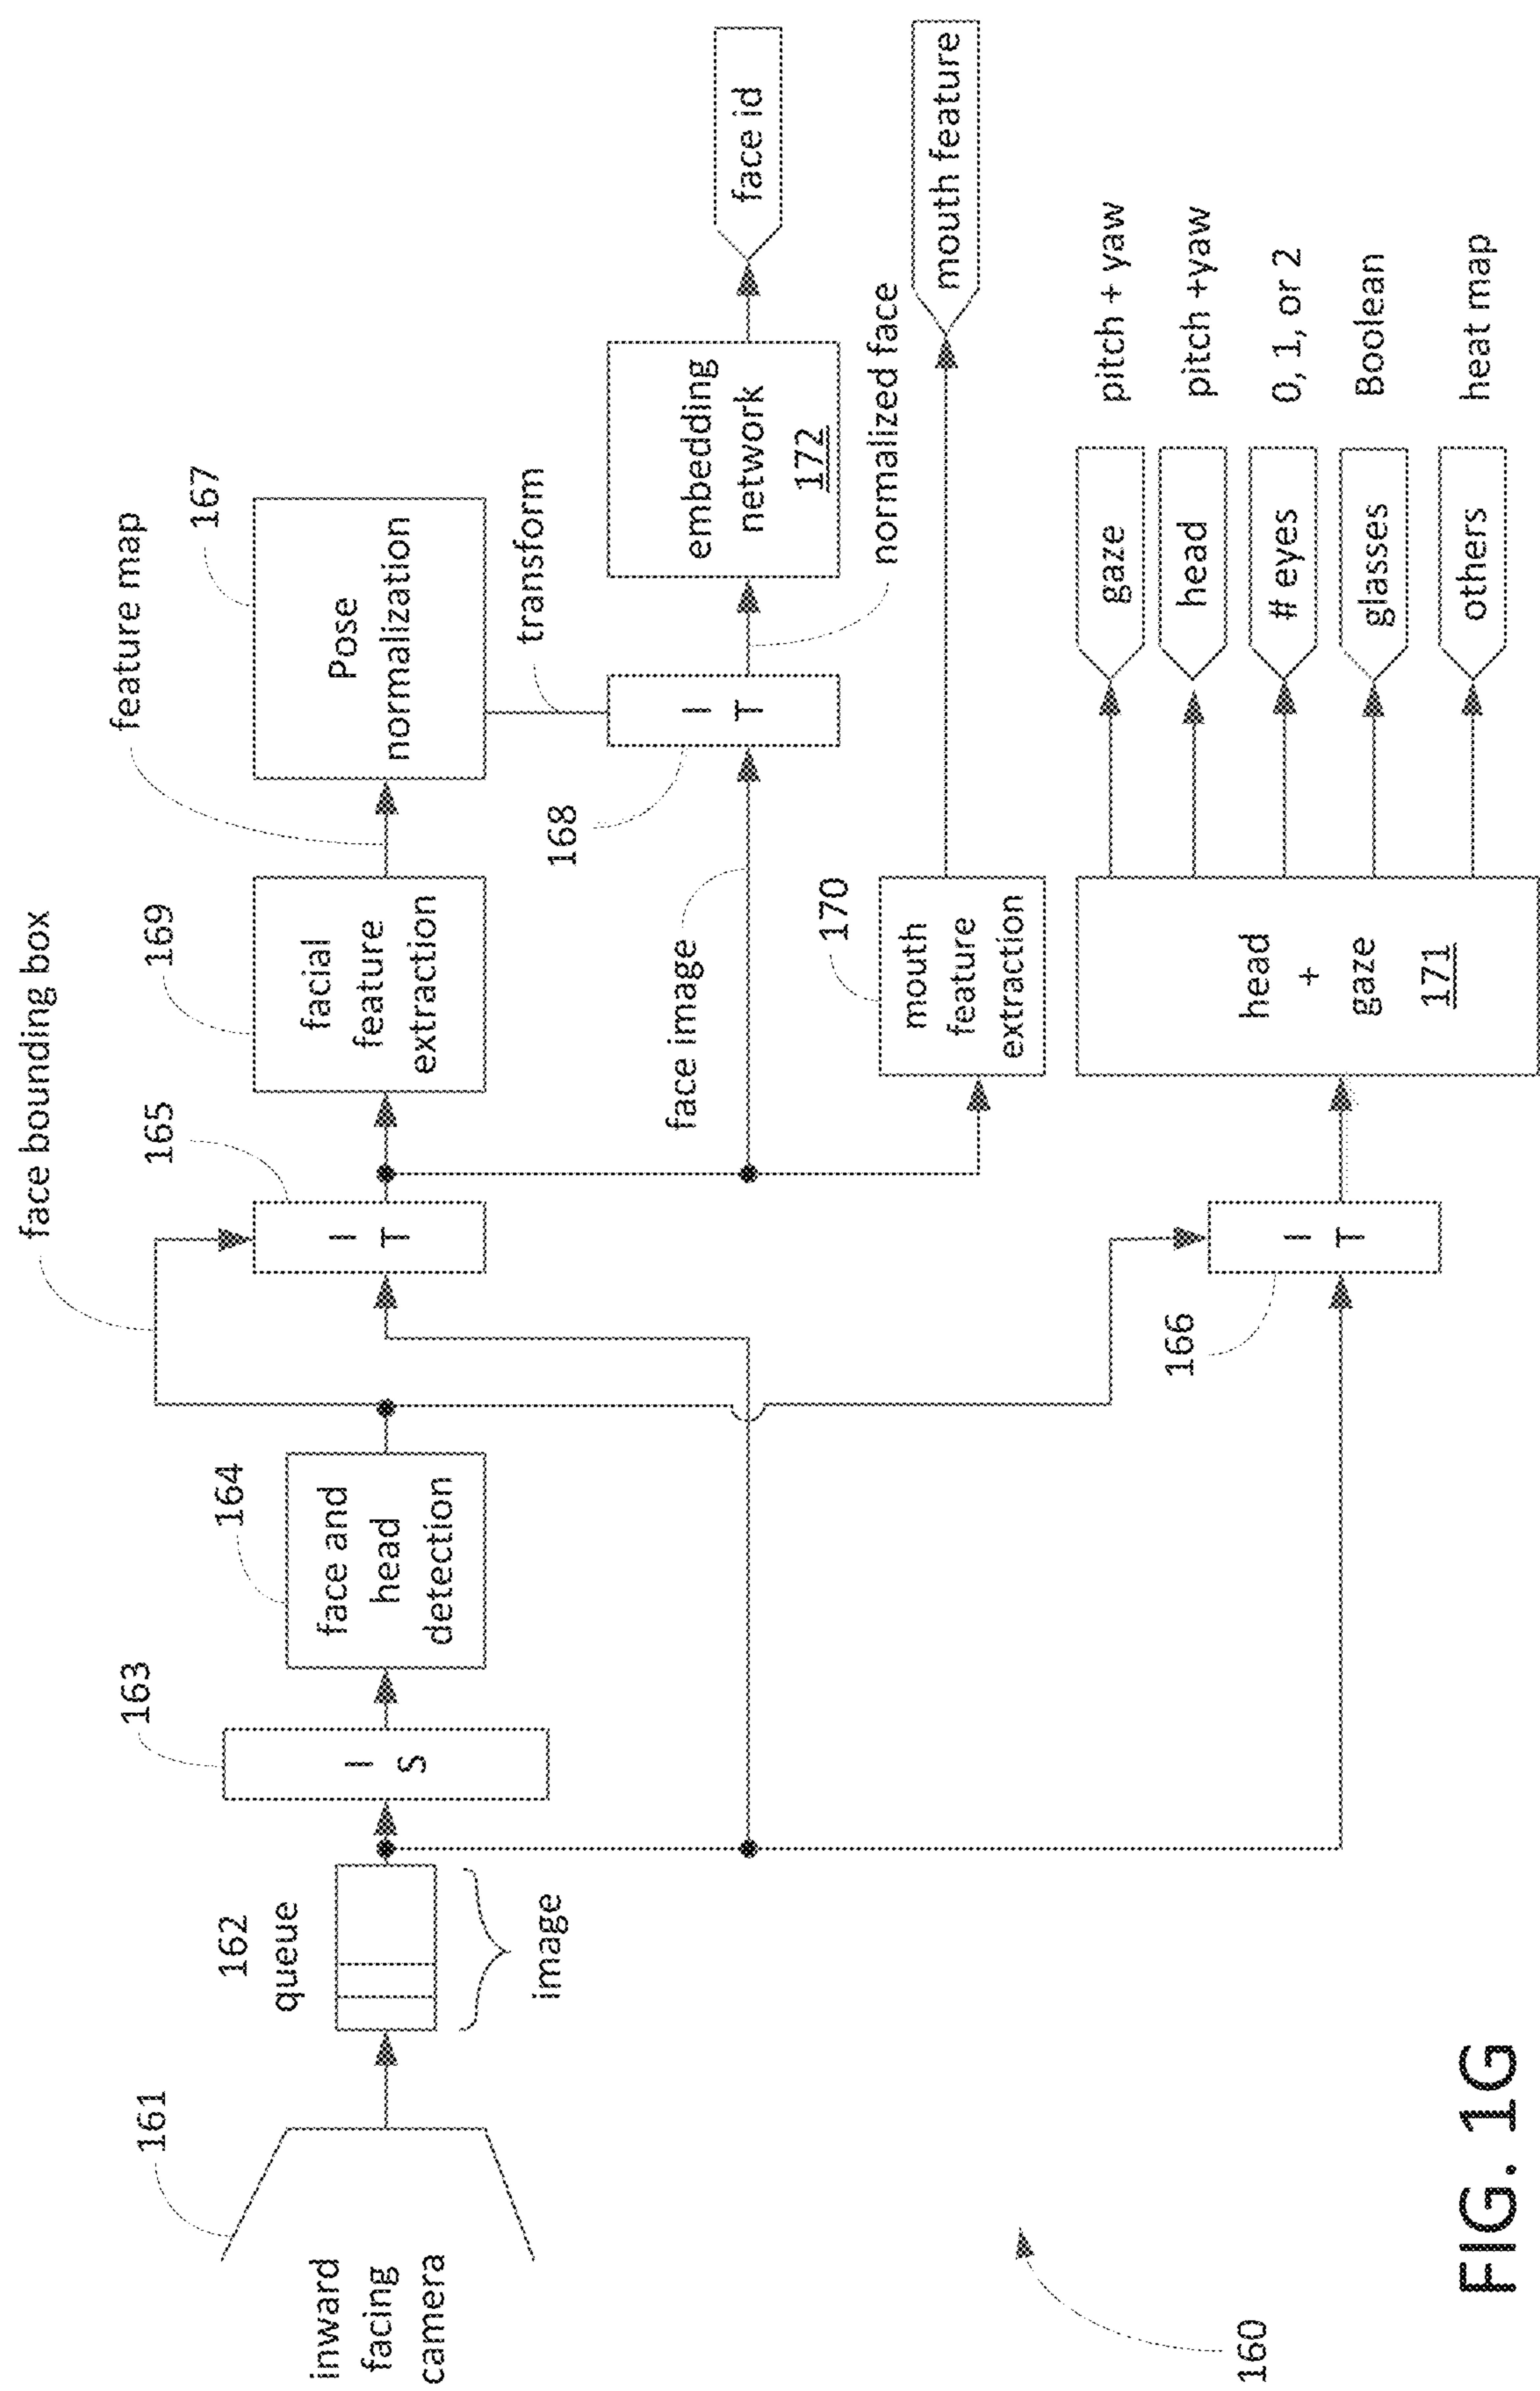 face bounding box
feature map
161
163
165
169
167
162
queue
164
inward
facing
camera
image
I
S
face and
head
detection
I
T
facial
feature
extraction
Pose
normalization
transform
168
face image
I
T
embedding
network
172
face id
normalized face
170
mouth
feature
extraction
mouth feature
166
I
T
head
+
gaze
171
gaze
pitch + yaw
head
pitch +yaw
# eyes
0, 1, or 2
glasses
Boolean
others
heat map
160
FIG. 1G